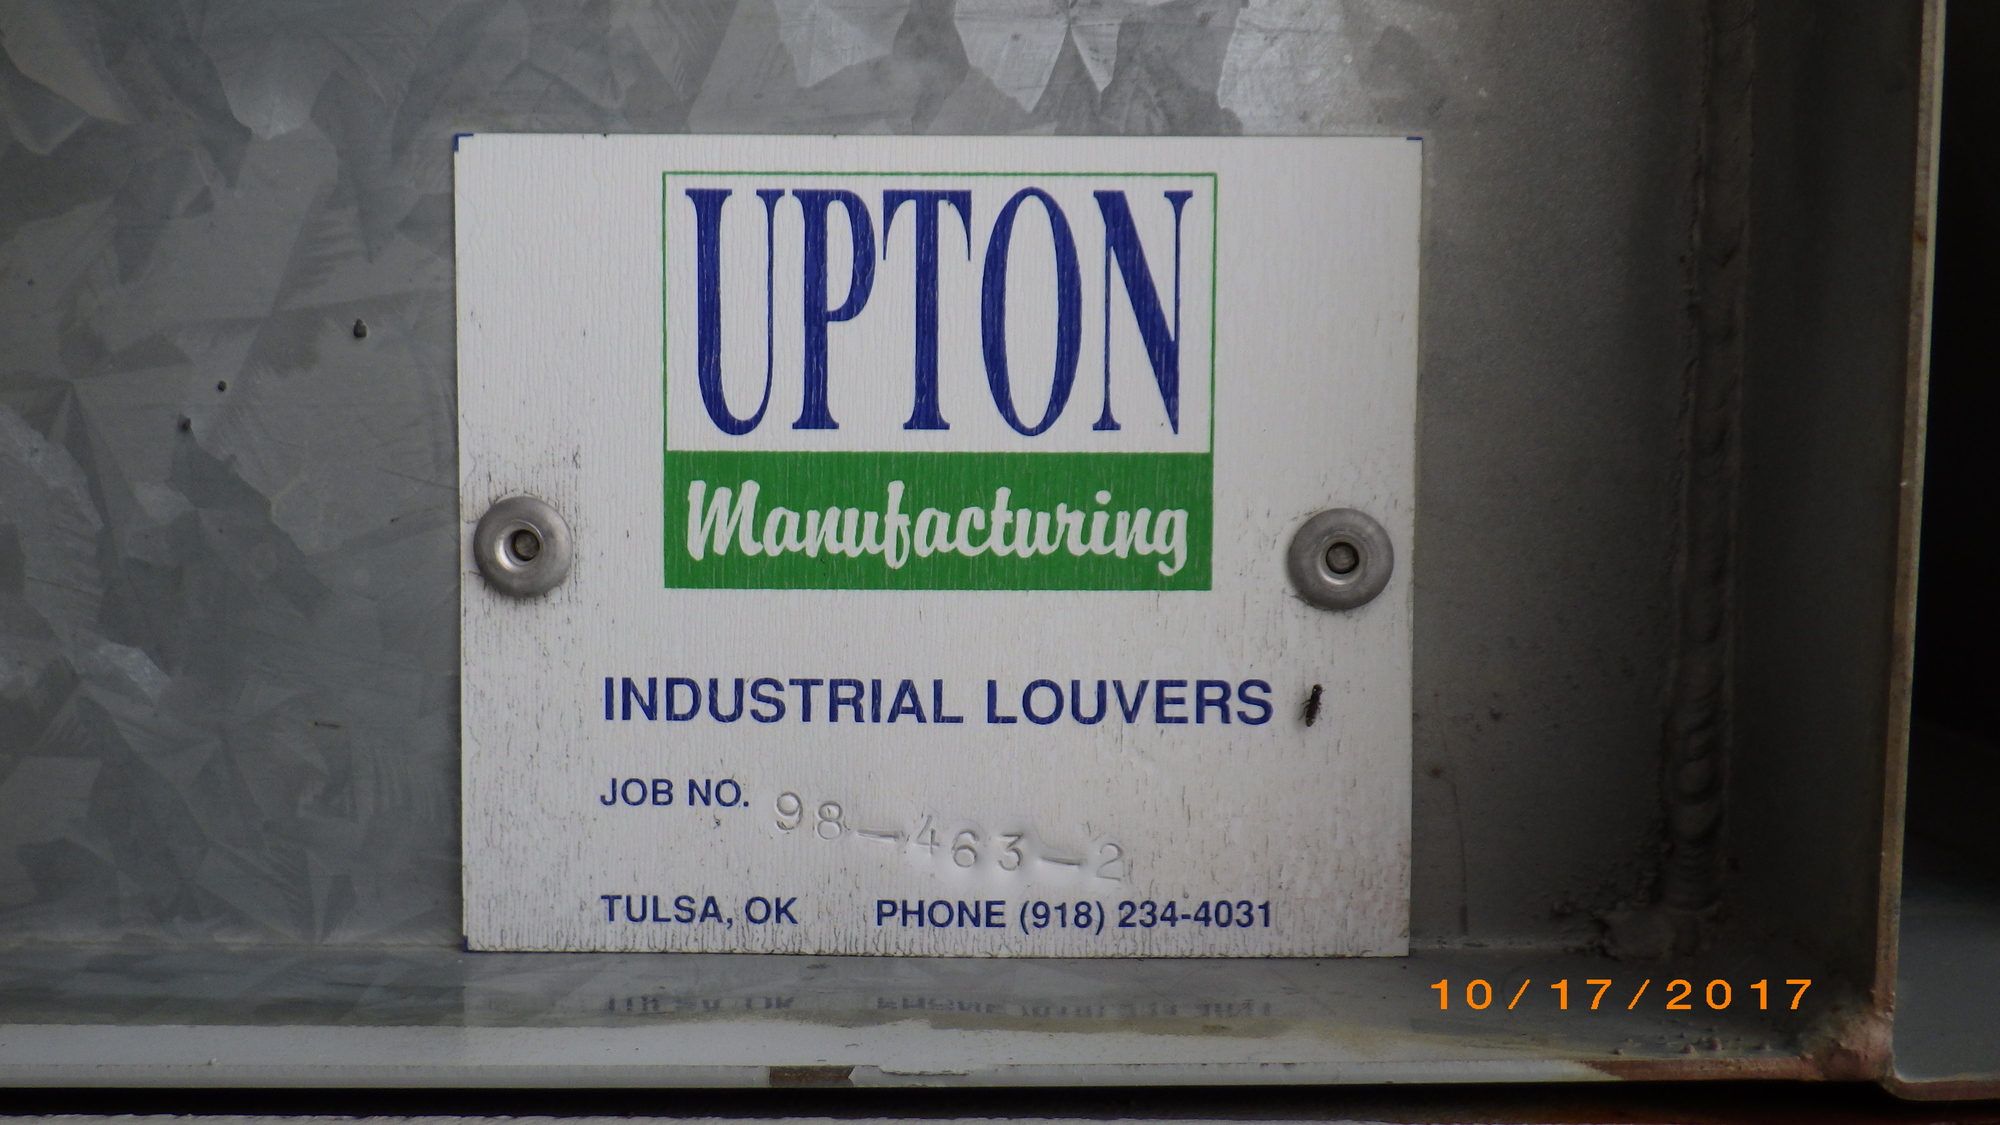 UPTON
Manufacturing
INDUSTRIAL LOUVERS
JOB NO. 98-463-2
TULSA, OK PHONE (918) 234-4031
10/17/2017